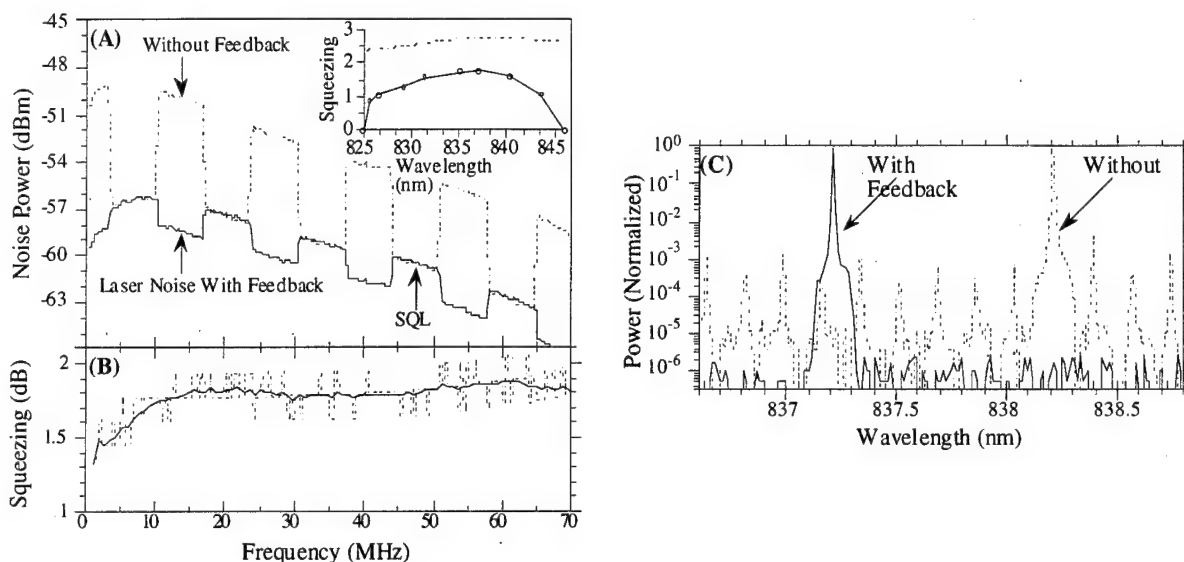 -45
(A)
Without Feedback
-48
-49
-51
-54
-57
-60
-63
Noise Power (dBm)
Laser Noise With Feedback
SQL
3
2
1
0
Squeezing
825
830
835
840
845
Wavelength
(nm)
(B)
2
1.5
1
Squeezing (dB)
0
10
20
30
40
50
60
70
Frequency (MHz)
(C)
With
Feedback
Without
10^0
10^-1
10^-2
10^-3
10^-4
10^-5
10^-6
Power (Normalized)
837
837.5
838
838.5
Wavelength (nm)